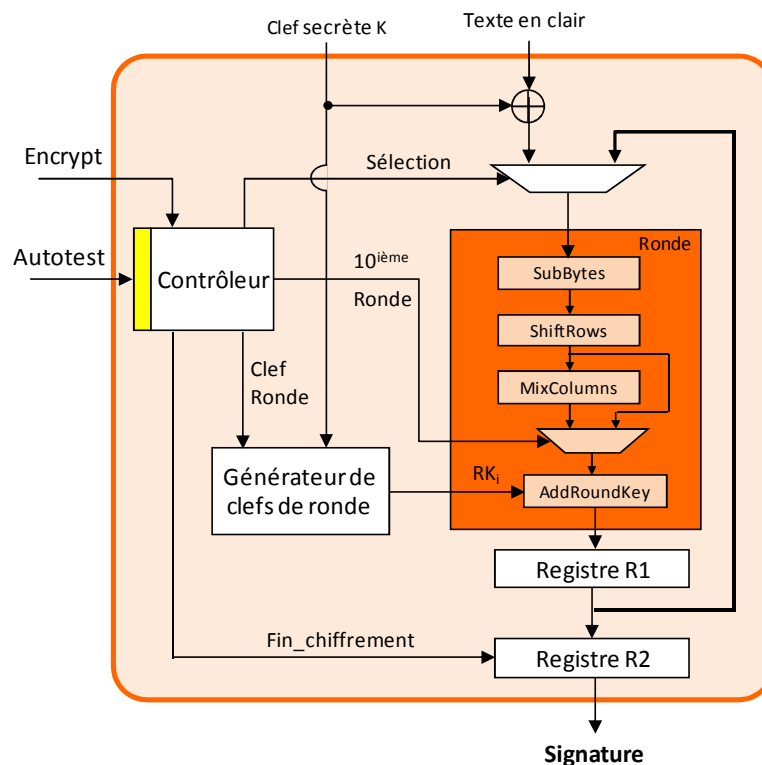 Clef secrète K
Texte en clair
Encrypt
Sélection
Ronde
Autotest
Contrôleur
10ième
Ronde
SubBytes
ShiftRows
MixColumns
Clef
Ronde
Générateur de
clefs de ronde
RKi
AddRoundKey
Registre R1
Fin_chiffrement
Registre R2
Signature